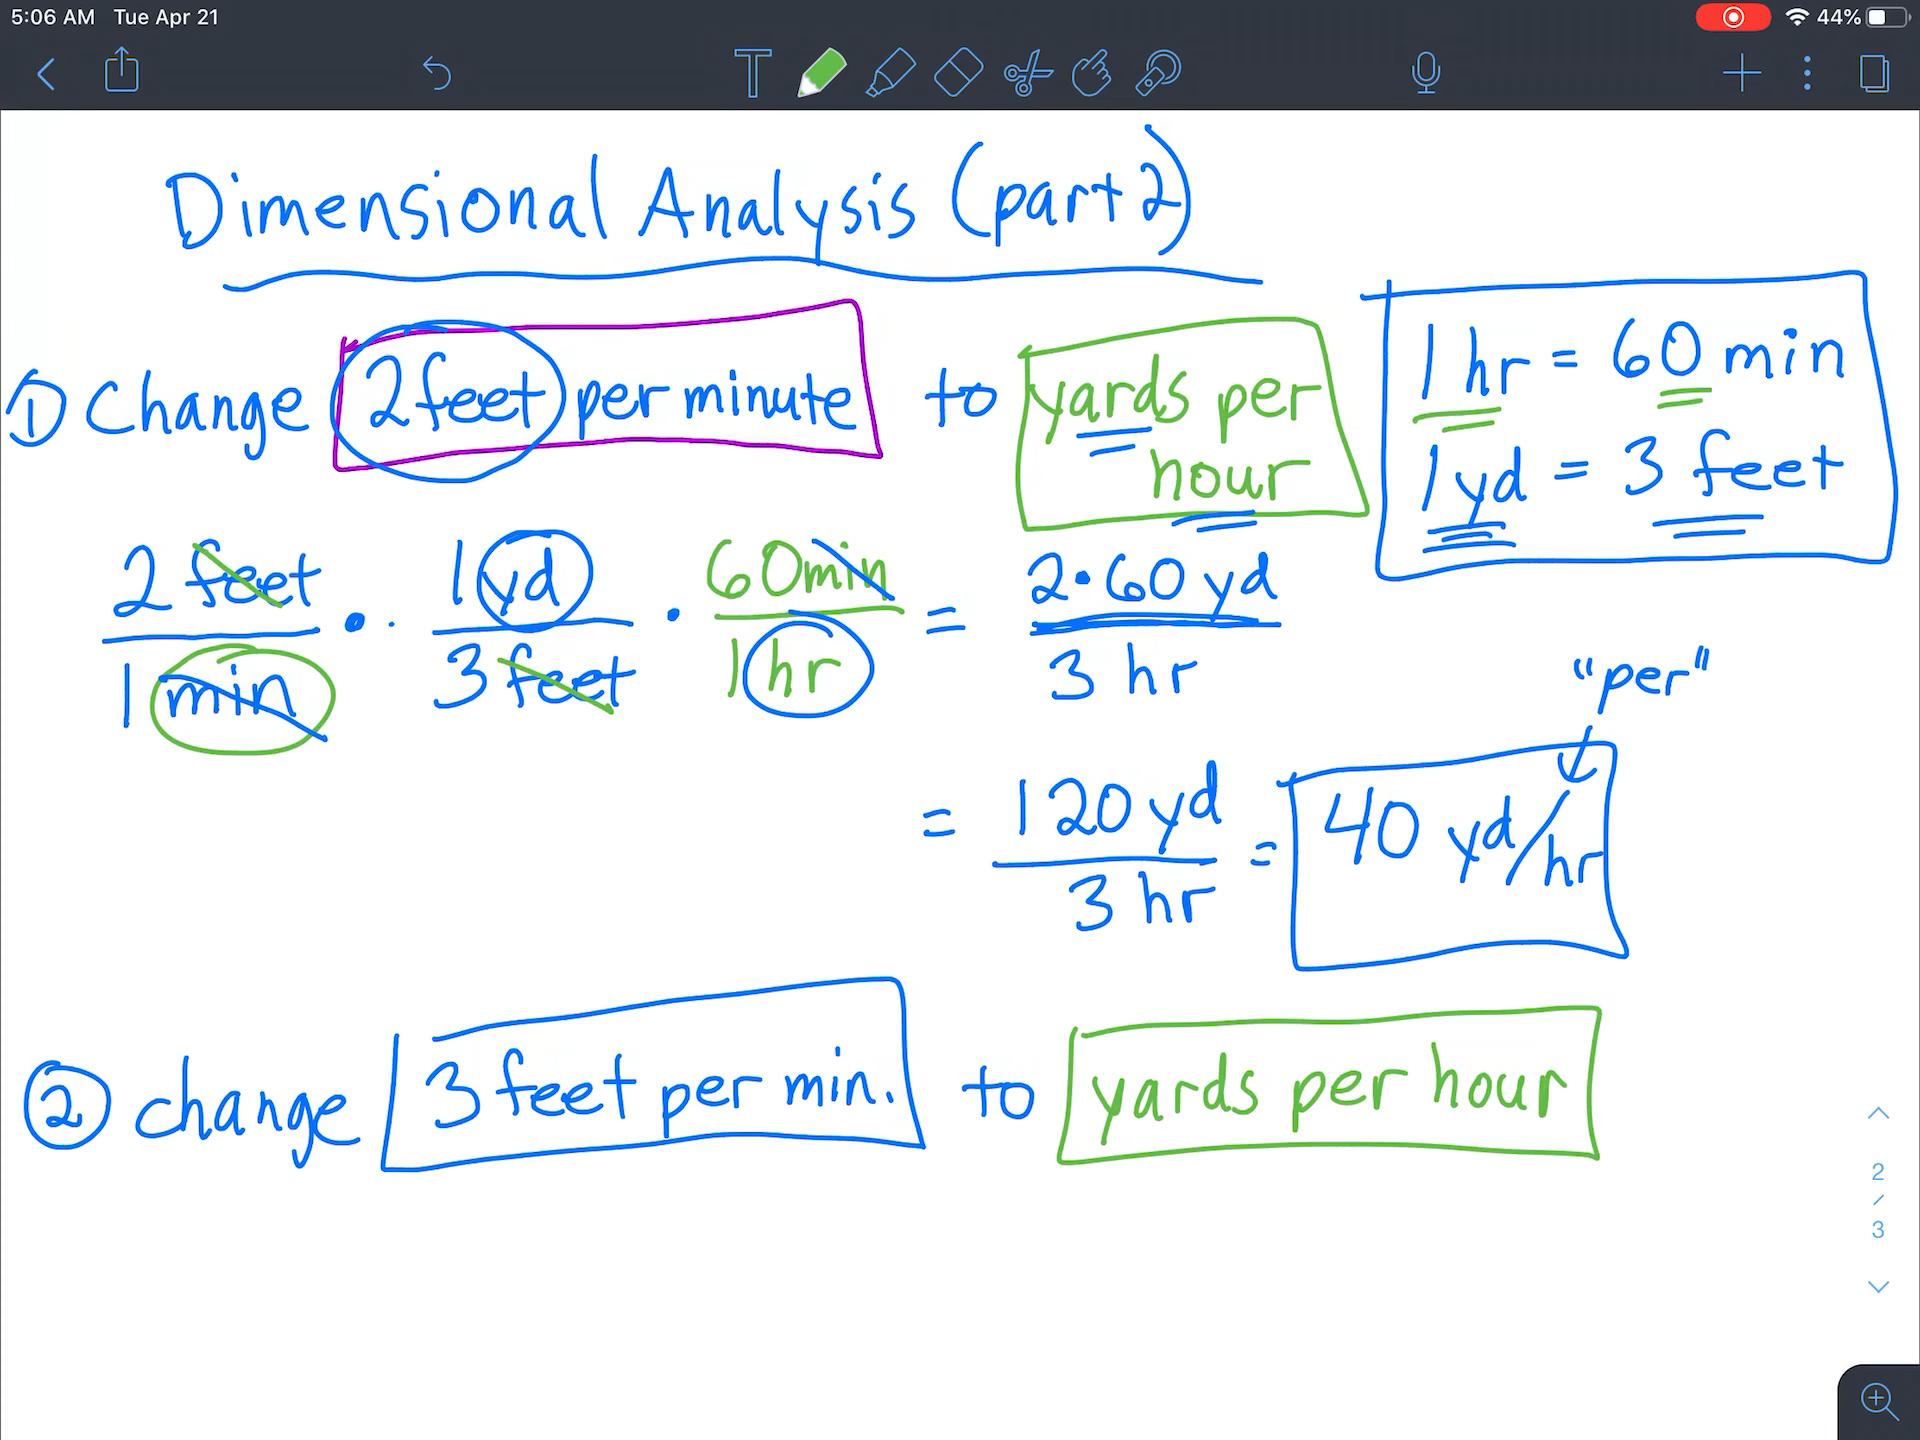 5:06 AM Tue Apr 21 44%
T
Dimensional Analysis (part 2)
1) Change 2 feet per minute to yards per hour
1 hr = 60 min
1 yd = 3 feet
2 feet / 1 min · · 1 yd / 3 feet · 60 min / 1 hr = 2·60 yd / 3 hr
"per"
= 120 yd / 3 hr = 40 yd/hr
2 change 3 feet per min. to yards per hour
2
/
3